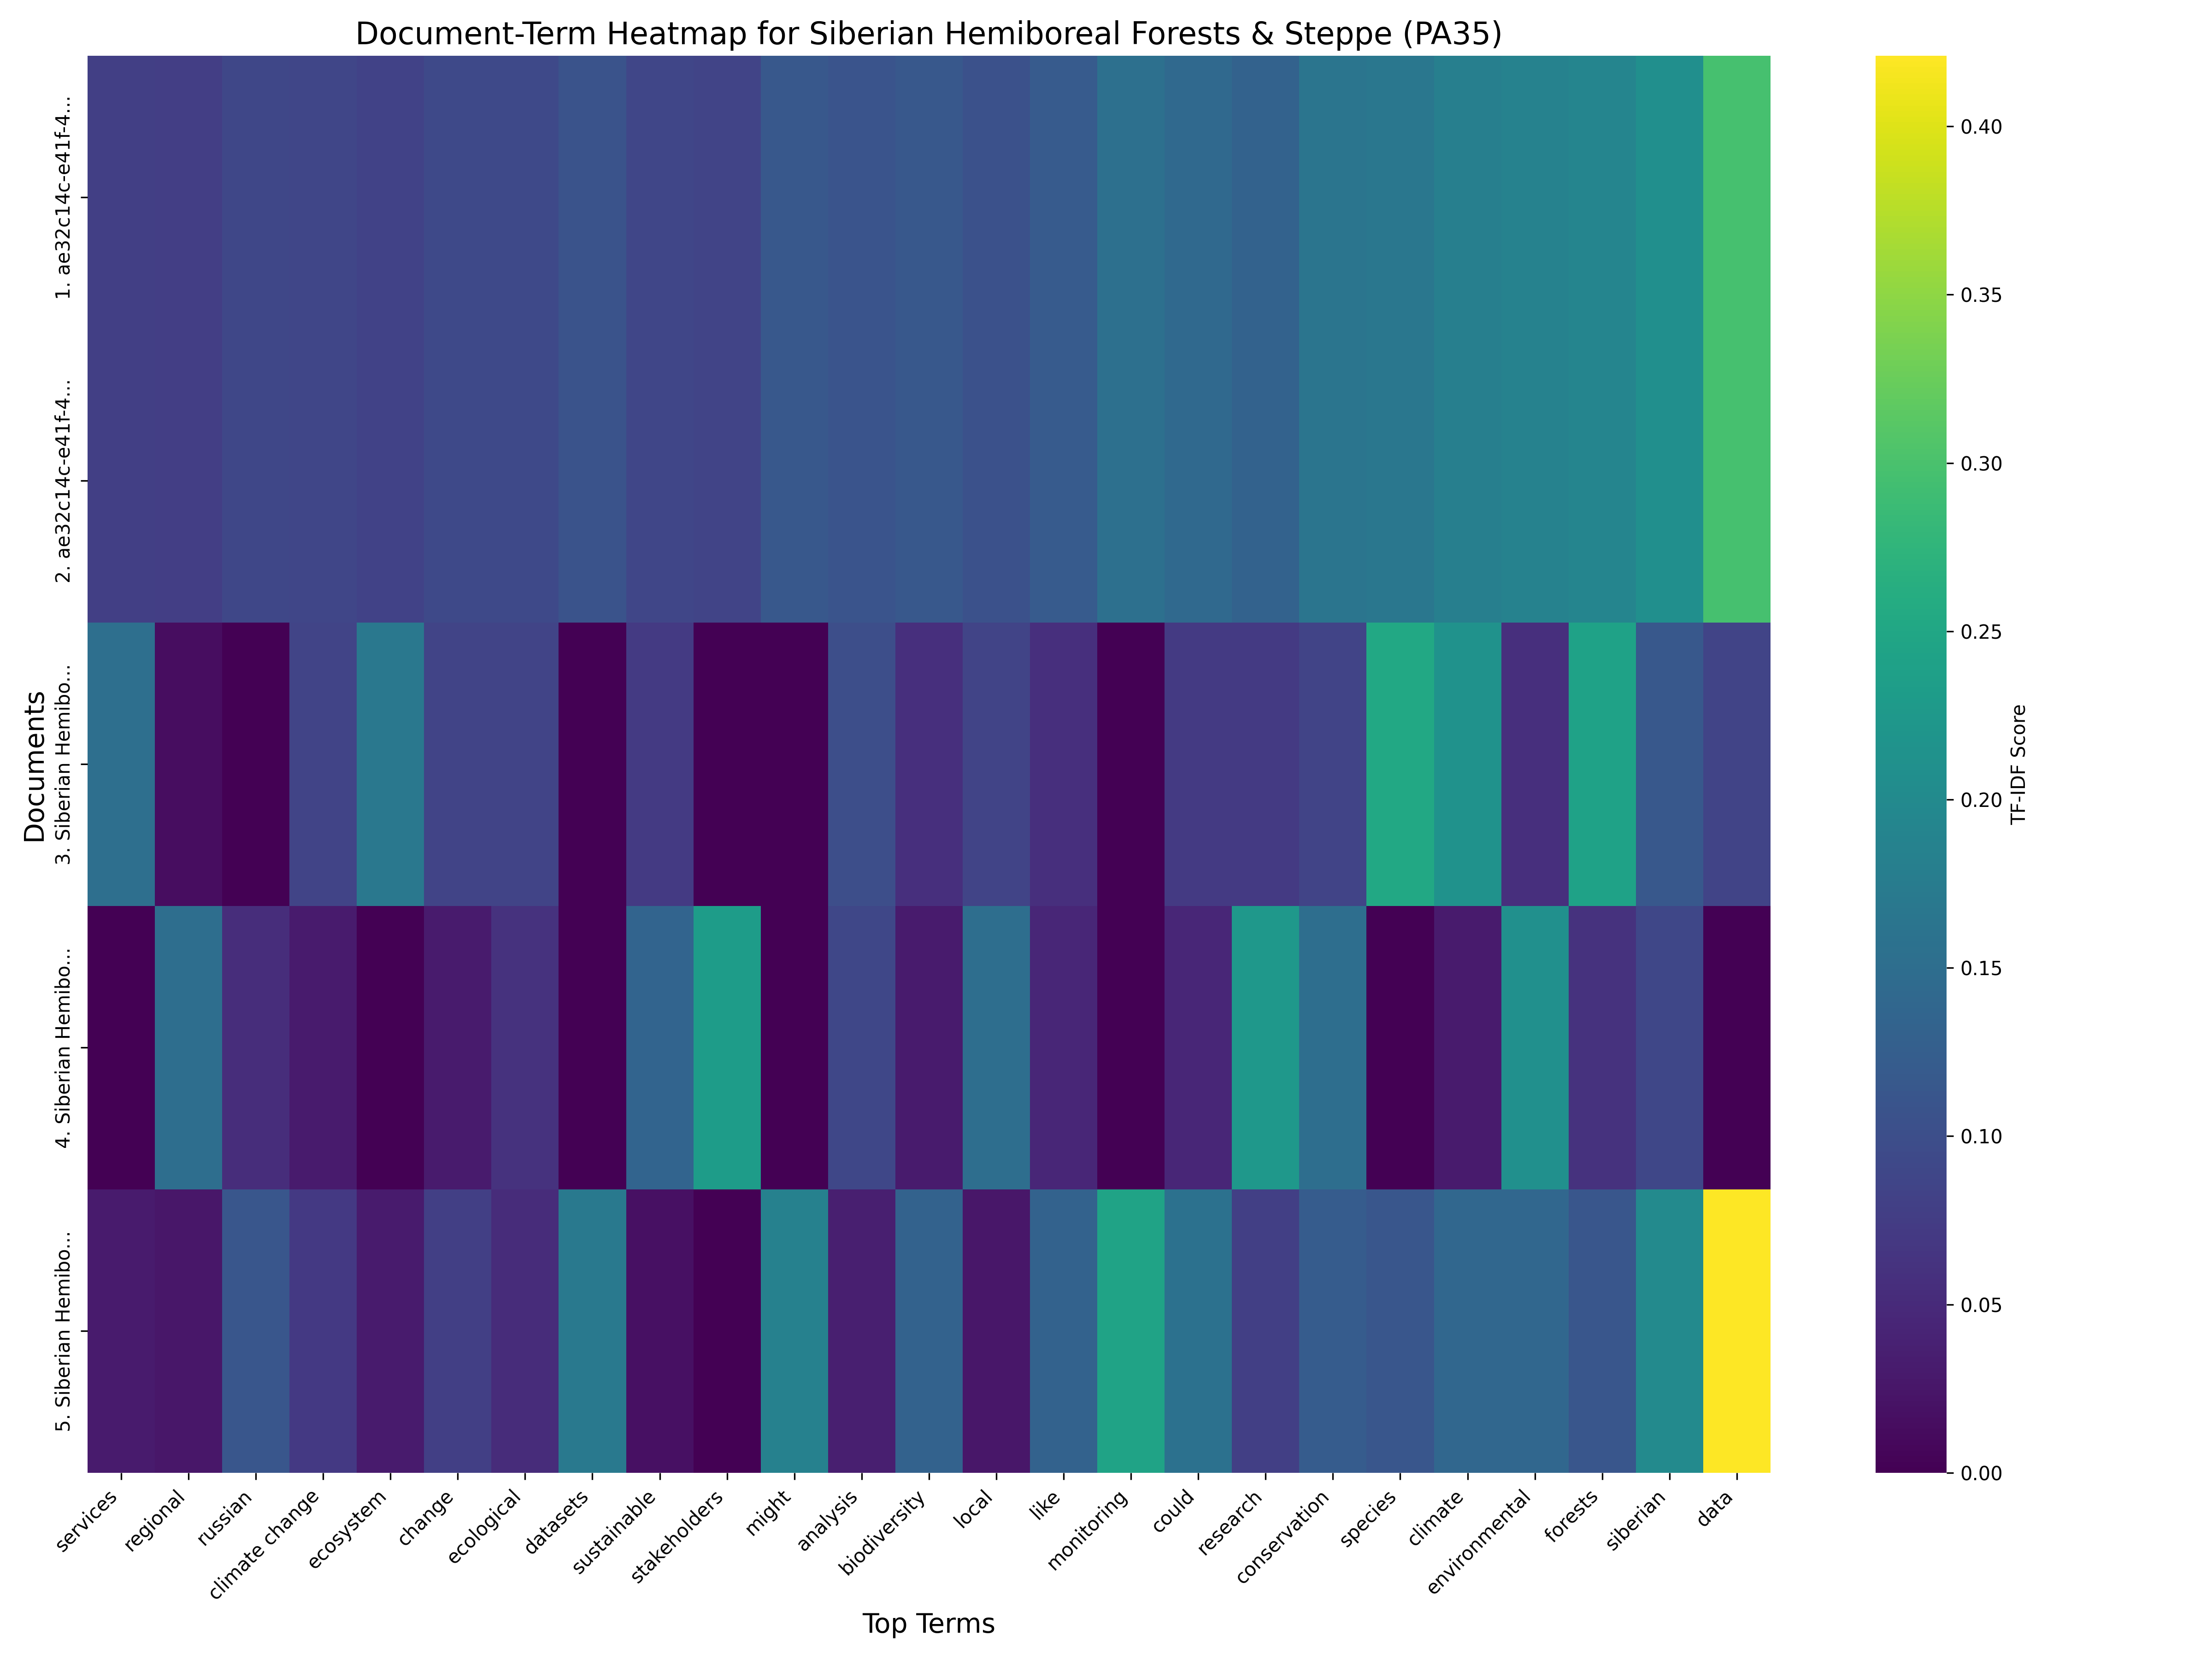 Document-Term Heatmap for Siberian Hemiboreal Forests & Steppe (PA35)
Documents
1. ae32c14c-e41f-4...
2. ae32c14c-e41f-4...
3. Siberian Hemibo...
4. Siberian Hemibo...
5. Siberian Hemibo...
services
regional
russian
climate change
ecosystem
change
ecological
datasets
sustainable
stakeholders
might
analysis
biodiversity
local
like
monitoring
could
research
conservation
species
climate
environmental
forests
siberian
data
Top Terms
0.40
0.35
0.30
0.25
0.20
0.15
0.10
0.05
0.00
TF-IDF Score